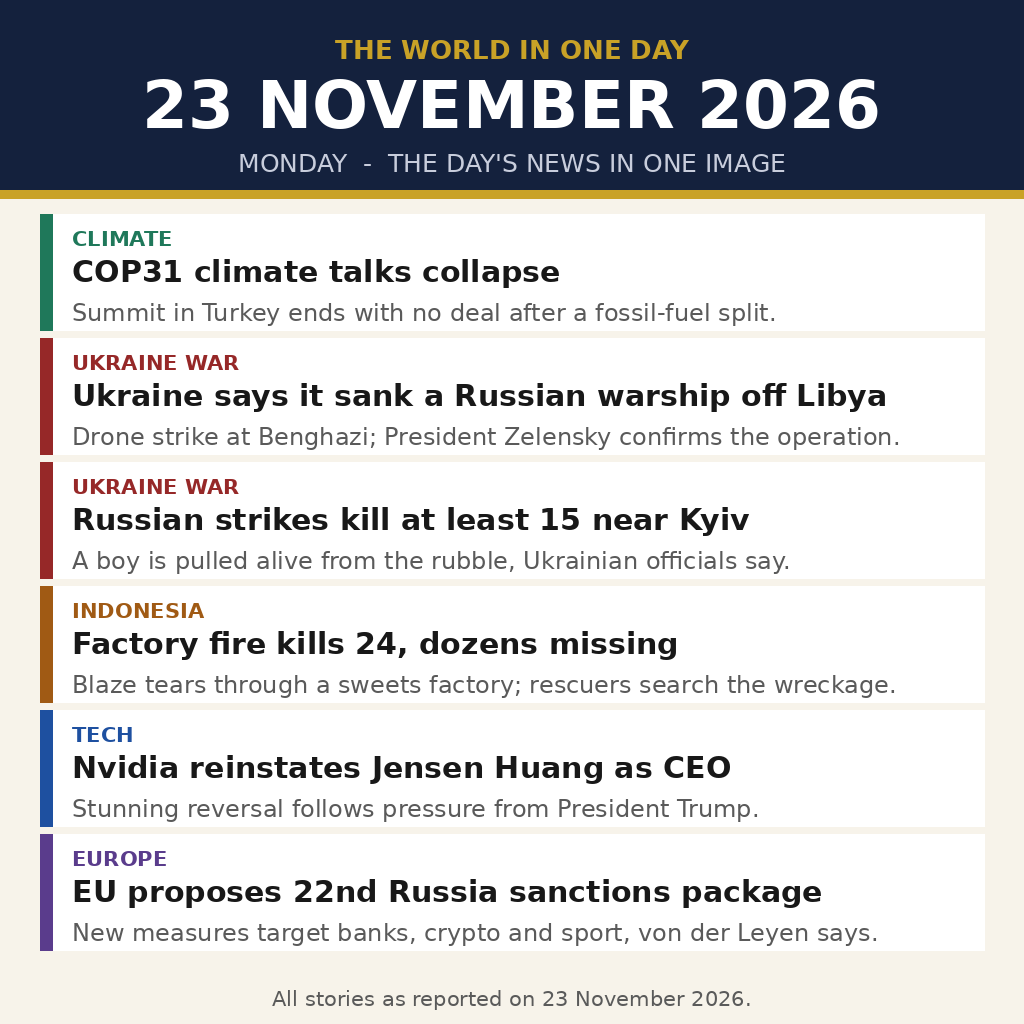 THE WORLD IN ONE DAY
23 NOVEMBER 2026
MONDAY - THE DAY'S NEWS IN ONE IMAGE
CLIMATE
COP31 climate talks collapse
Summit in Turkey ends with no deal after a fossil-fuel split.
UKRAINE WAR
Ukraine says it sank a Russian warship off Libya
Drone strike at Benghazi; President Zelensky confirms the operation.
UKRAINE WAR
Russian strikes kill at least 15 near Kyiv
A boy is pulled alive from the rubble, Ukrainian officials say.
INDONESIA
Factory fire kills 24, dozens missing
Blaze tears through a sweets factory; rescuers search the wreckage.
TECH
Nvidia reinstates Jensen Huang as CEO
Stunning reversal follows pressure from President Trump.
EUROPE
EU proposes 22nd Russia sanctions package
New measures target banks, crypto and sport, von der Leyen says.
All stories as reported on 23 November 2026.